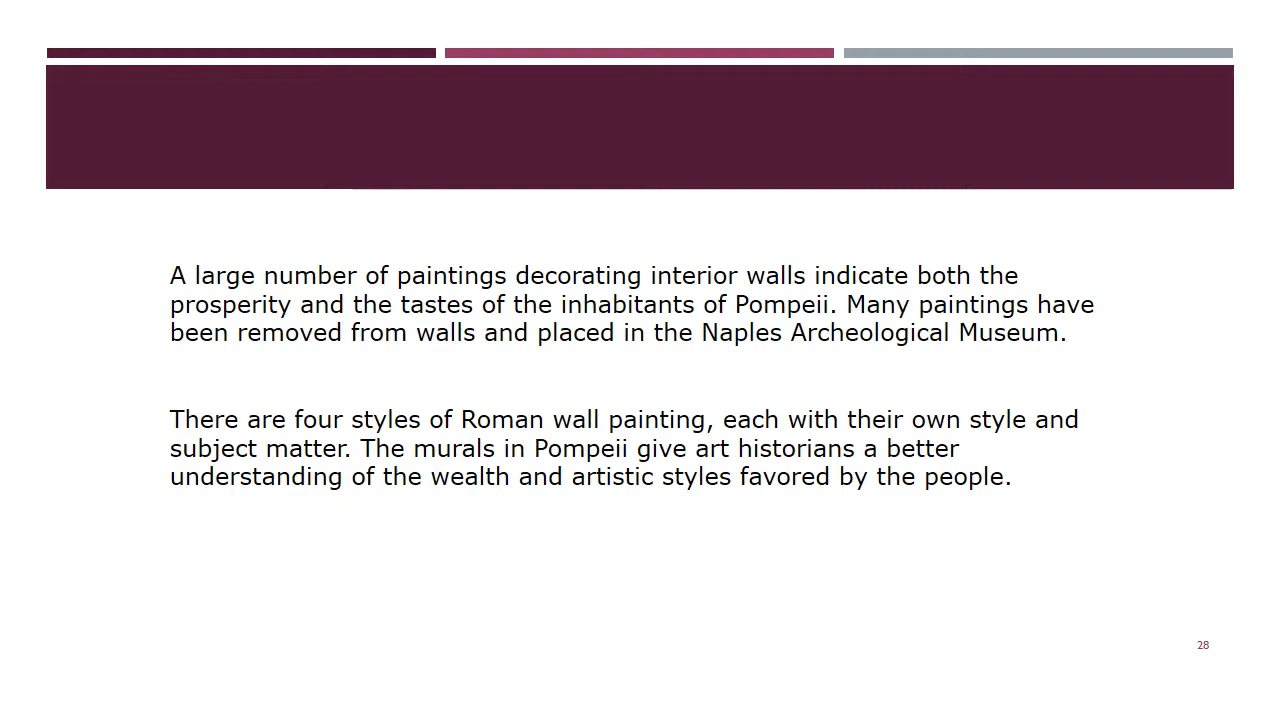 A large number of paintings decorating interior walls indicate both the
prosperity and the tastes of the inhabitants of Pompeii. Many paintings have
been removed from walls and placed in the Naples Archeological Museum.
There are four styles of Roman wall painting, each with their own style and
subject matter. The murals in Pompeii give art historians a better
understanding of the wealth and artistic styles favored by the people.
28